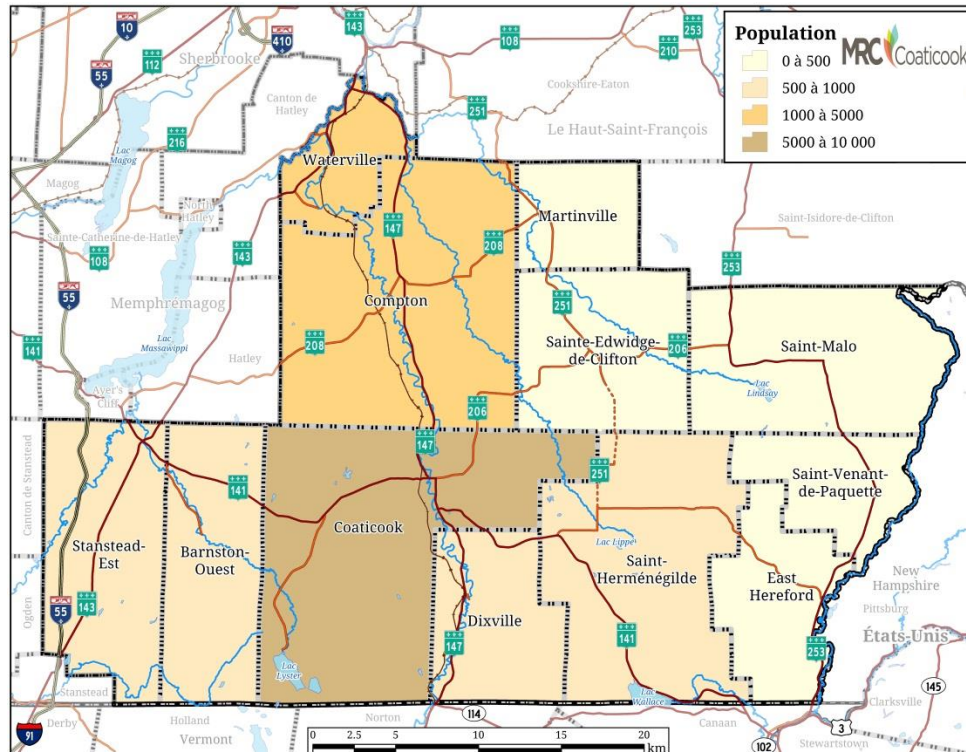 10
143
108
253
Population
MRC Coaticook
410
210
0 à 500
Sherbrooke
112
55
500 à 1000
Cookshire-Eaton
Canton de
Hatley
251
1000 à 5000
Le Haut-Saint-François
5000 à 10 000
216
Lac
Magog
Waterville
Magog
North
Hatley
Martinville
Saint-Isidore-de-Clifton
147
Sainte-Catherine-de-Hatley
208
108
143
253
55
Memphrémagog
Compton
251
Sainte-Edwidge-
de-Clifton
206
Saint-Malo
141
208
Lac
Massawippi
Hatley
Lac
Lindsay
Ayer's
Cliff
206
147
Canton de Stanstead
251
141
Saint-Venant-
de-Paquette
Coaticook
Stanstead-
Est
Barnston-
Ouest
Lac Lippé
Saint-
Herménégilde
East
Hereford
New
Hampshire
Ogden
55
143
Dixville
Pittsburg
États-Unis
147
141
253
Lac
Lyster
Lac
Wallace
145
Stanstead
Clarksville
91
Derby
Holland
Vermont
Norton
114
Canaan
3
102
Stewartstown
0
2.5
5
10
15
20
km